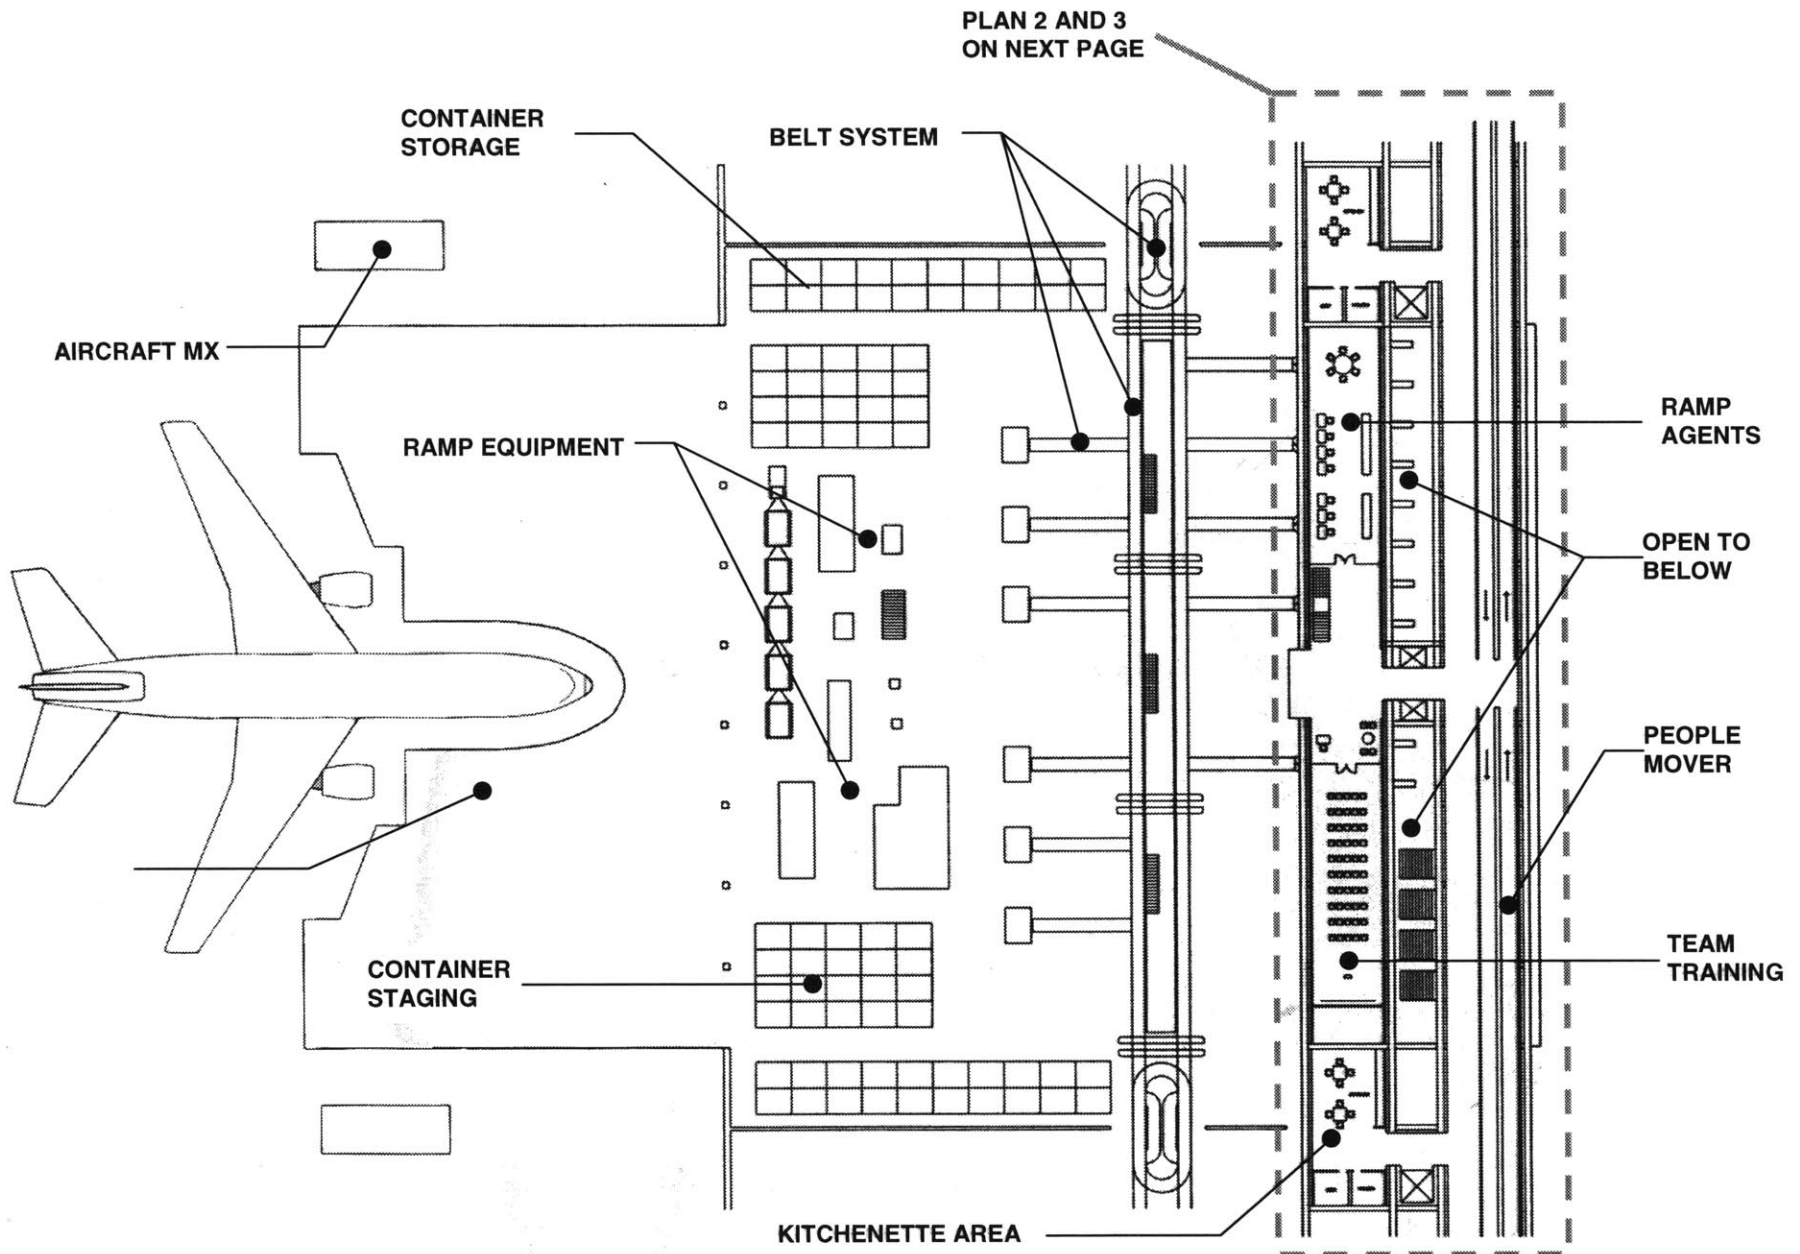 PLAN 2 AND 3
ON NEXT PAGE
CONTAINER
STORAGE
BELT SYSTEM
AIRCRAFT MX
RAMP EQUIPMENT
RAMP
AGENTS
OPEN TO
BELOW
PEOPLE
MOVER
CONTAINER
STAGING
TEAM
TRAINING
KITCHENETTE AREA